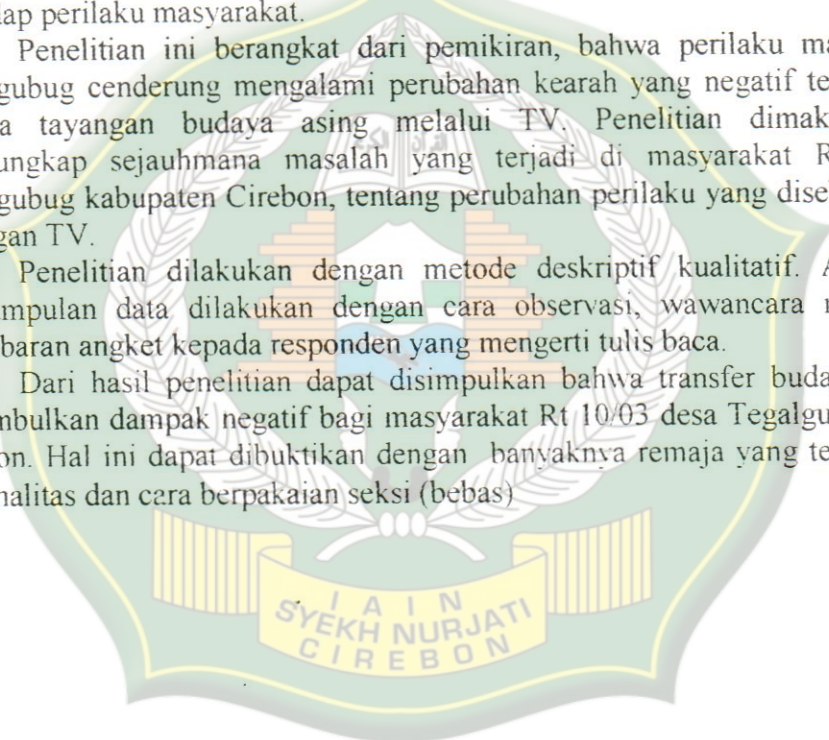 dap perilaku masyarakat.
Penelitian ini berangkat dari pemikiran, bahwa perilaku ma
gubug cenderung mengalami perubahan kearah yang negatif te
a tayangan budaya asing melalui TV. Penelitian dimak
ungkap sejauhmana masalah yang terjadi di masyarakat R
gubug kabupaten Cirebon, tentang perubahan perilaku yang dise
gan TV.
Penelitian dilakukan dengan metode deskriptif kualitatif. A
mpulan data dilakukan dengan cara observasi, wawancara
baran angket kepada responden yang mengerti tulis baca.
Dari hasil penelitian dapat disimpulkan bahwa transfer buda
mbulkan dampak negatif bagi masyarakat Rt 10/03 desa Tegalgu
on. Hal ini dapat dibuktikan dengan banyaknya remaja yang te
nalitas dan cara berpakaian seksi (bebas)
IAIN
SYEKH NURJATI
CIREBON